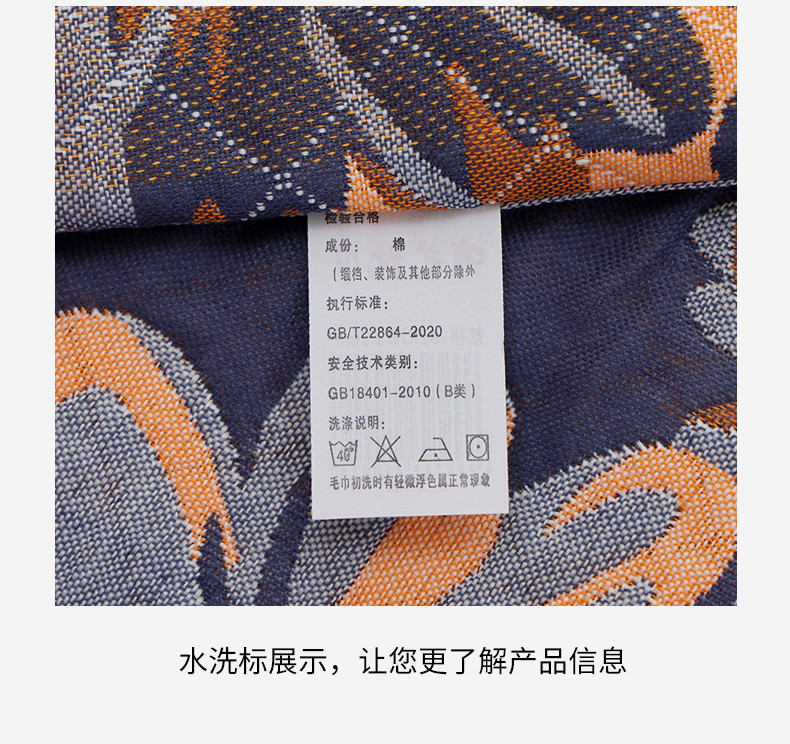 检验合格
成份： 棉
（缎档、装饰及其他部分除外
执行标准：
GB/T22864-2020
安全技术类别：
GB18401-2010（B类）
洗涤说明：
40°
毛巾初洗时有轻微浮色属正常现象
水洗标展示，让您更了解产品信息